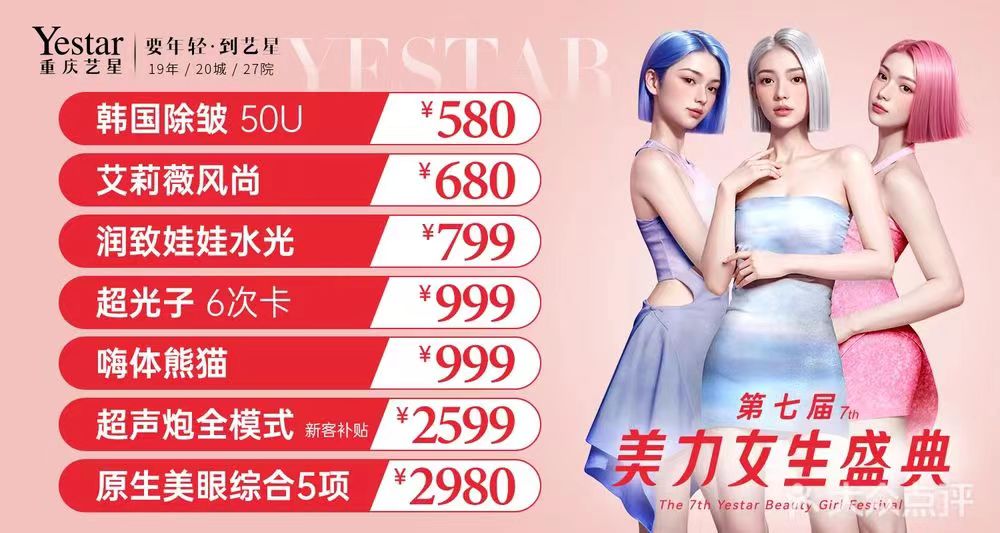 Yestar
重庆艺星
要年轻·到艺星
19年 / 20城 / 27院
YESTAR
韩国除皱 50U ¥580
艾莉薇风尚 ¥680
润致娃娃水光 ¥799
超光子 6次卡 ¥999
嗨体熊猫 ¥999
超声炮全模式 新客补贴 ¥2599
原生美眼综合5项 ¥2980
第七届 7th
美力女生盛典
The 7th Yestar Beauty Girl Festival
大众点评